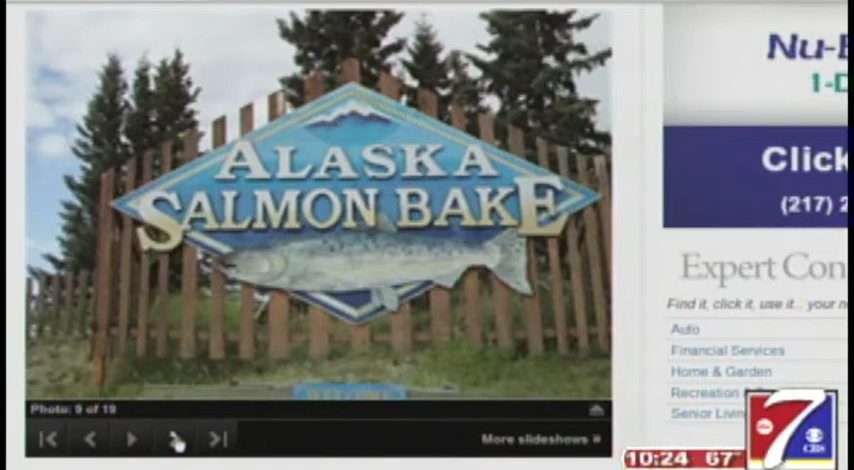 ALASKA
SALMON BAKE
Nu-
1-D
Click
(217) 2
Expert Con
Find it, click it, use it... your
Auto
Financial Services
Home & Garden
Recreation
Senior Livin
Photo: 9 of 19
More slideshows »
10:24 67°
7
CBS